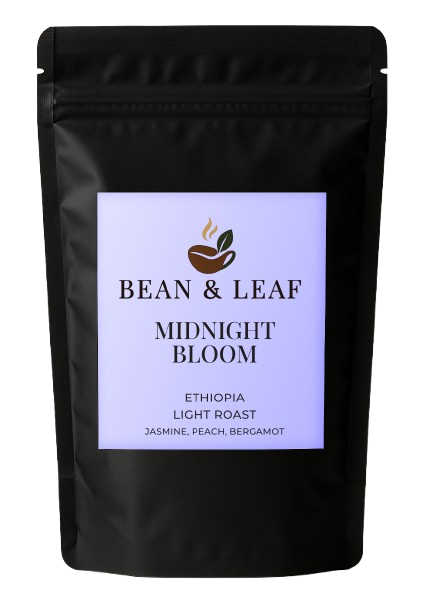 BEAN & LEAF
MIDNIGHT
BLOOM
ETHIOPIA
LIGHT ROAST
JASMINE, PEACH, BERGAMOT